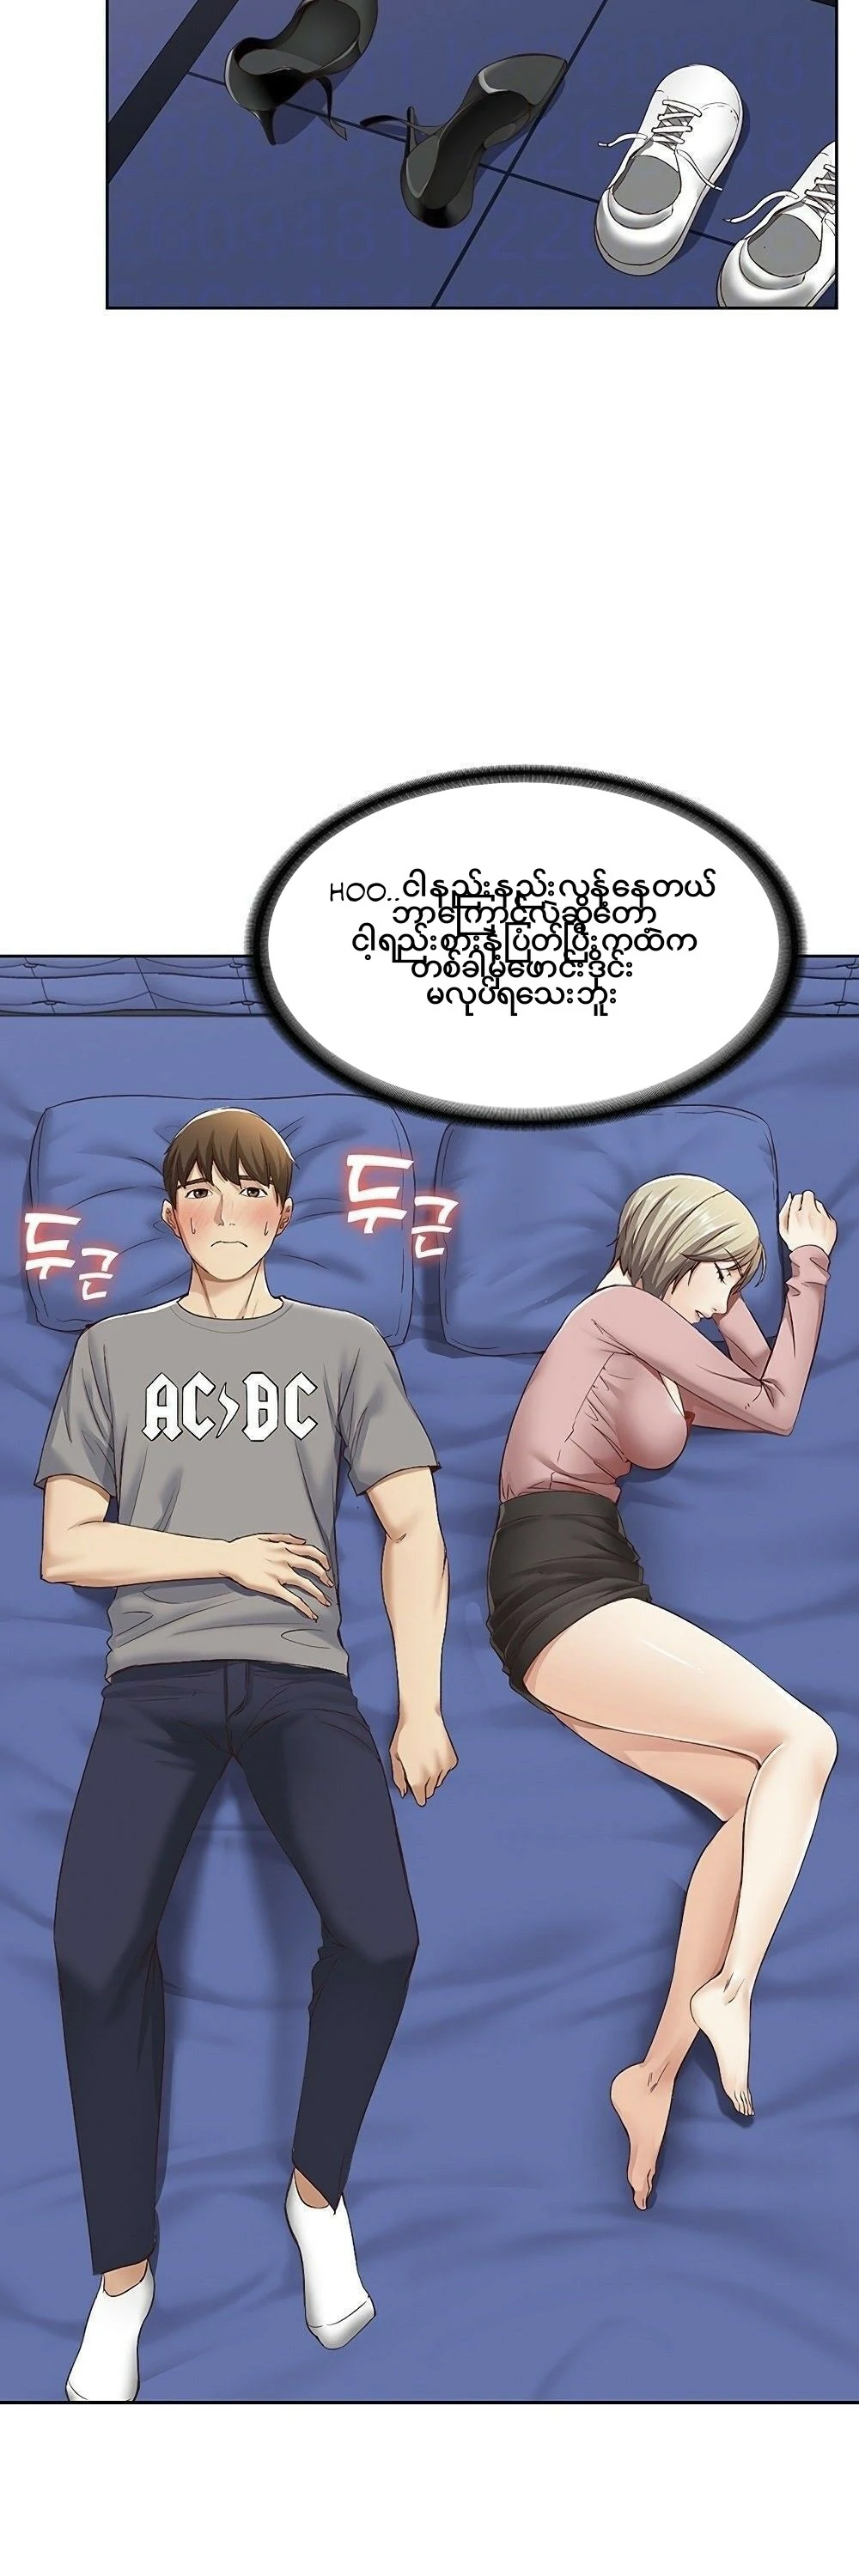 HOO..ငါနည်းနည်းလွန့်နေတယ်
ဘာကြောင့်လဲဆိုတော့
ငါ့ရည်းစားနဲ့ပြတ်ပြီးကထဲက
တစ်ခါမှဖောင်းဒိုင်း
မလုပ်ရသေးဘူး
두근
두근
AC⚡DC